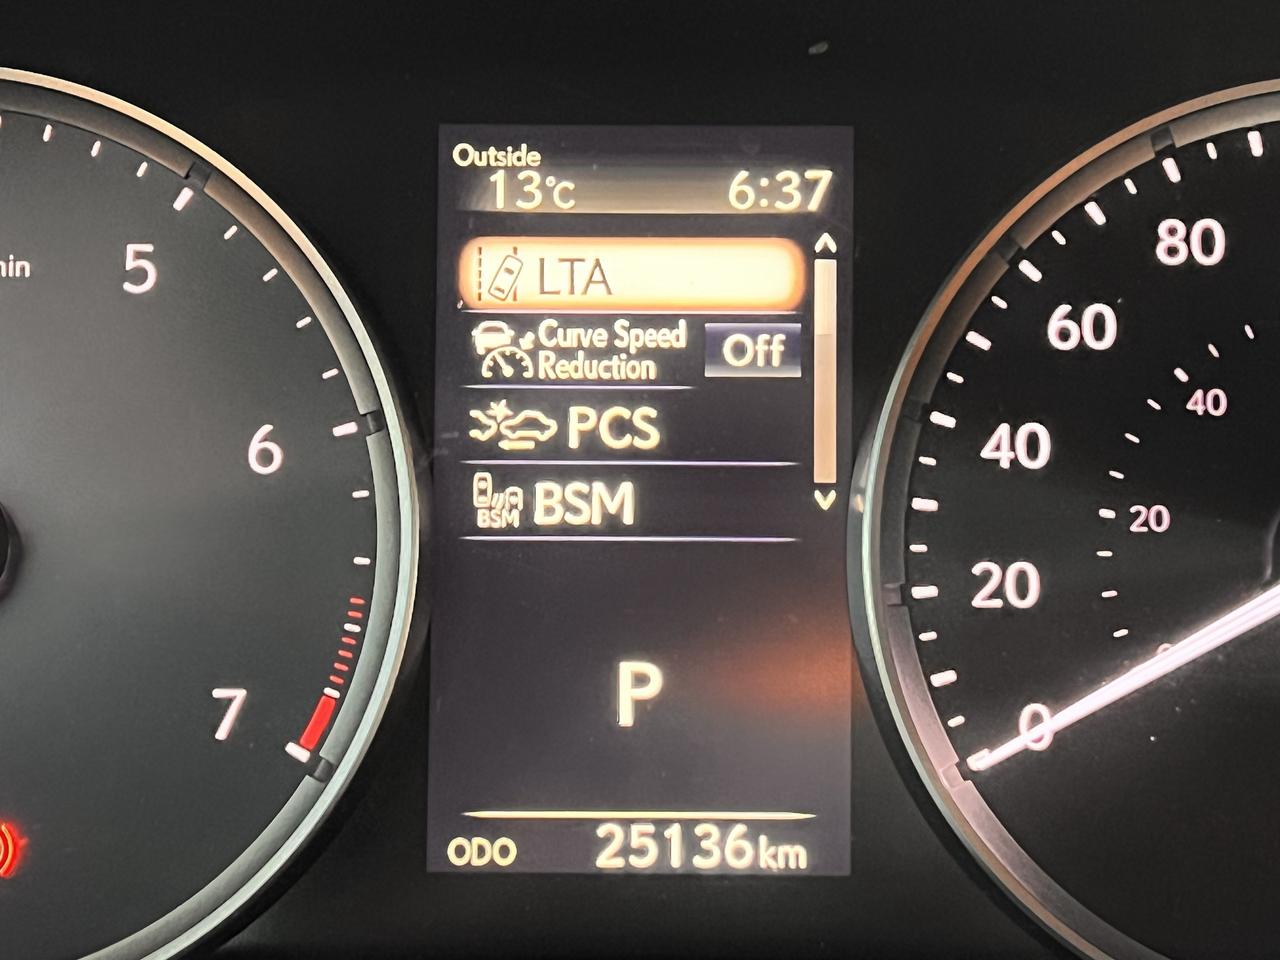 Outside
13°C 6:37
LTA
Curve Speed
Reduction
Off
PCS
BSM
BSM
P
ODO 25136km
5
6
7
80
60
40
20
0
40
20